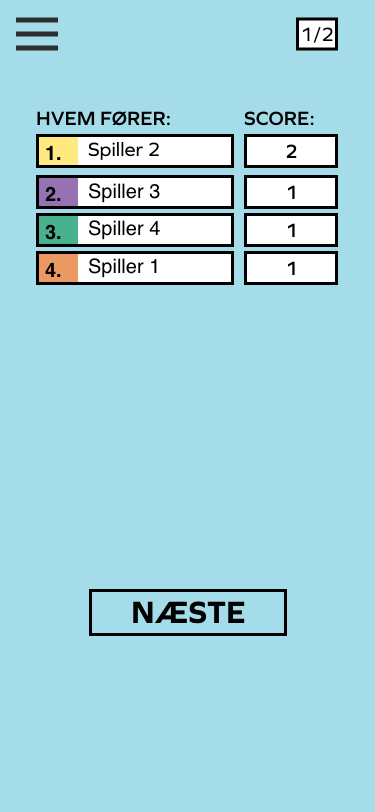 1/2
HVEM FØRER: SCORE:
1. Spiller 2 2
2. Spiller 3 1
3. Spiller 4 1
4. Spiller 1 1
NÆSTE